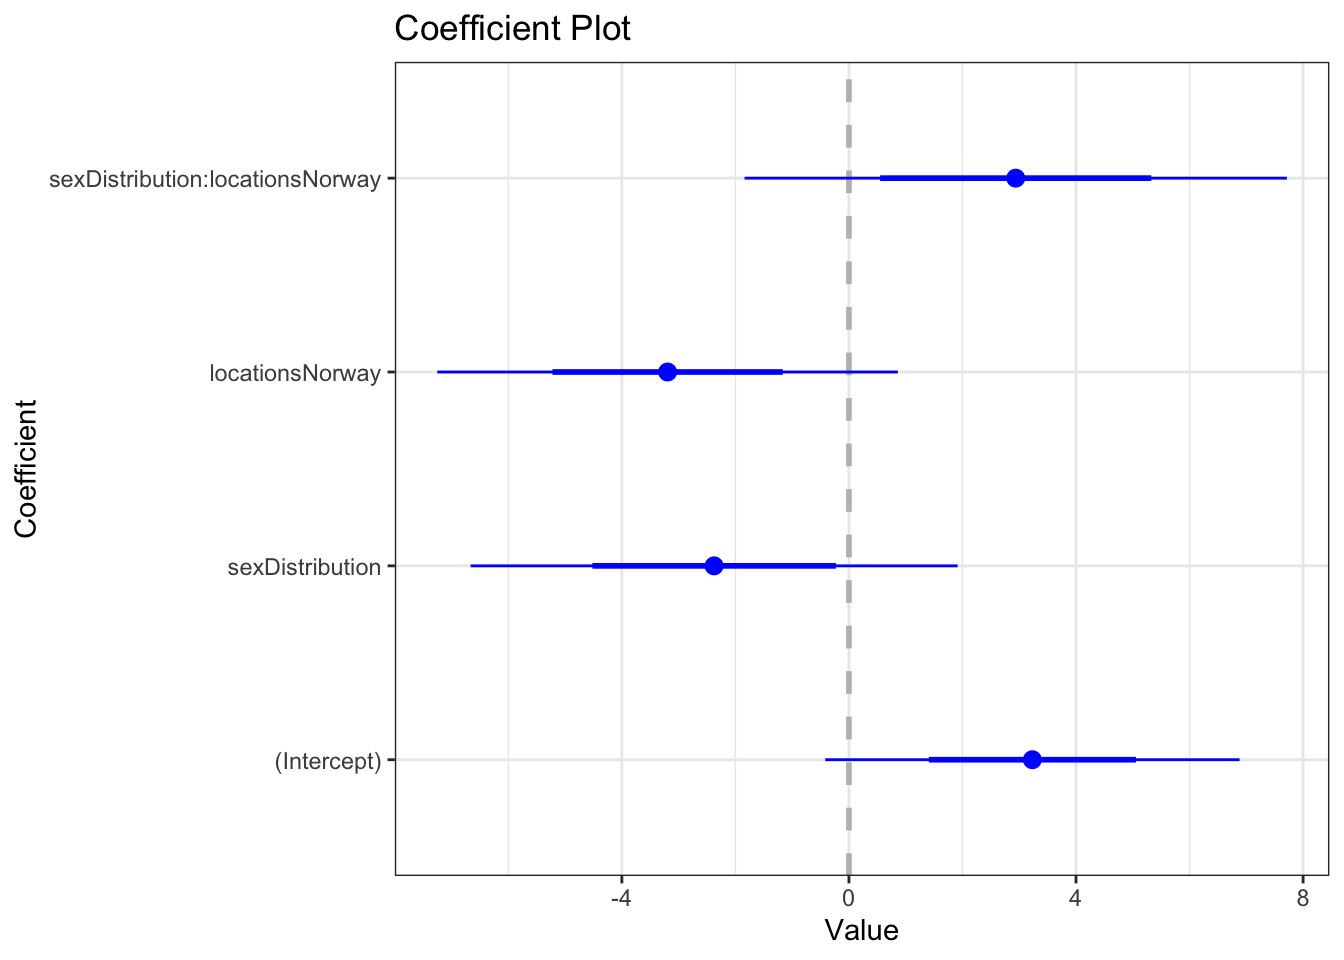 Coefficient Plot
sexDistribution:locationsNorway
locationsNorway
sexDistribution
(Intercept)
Coefficient
-4 0 4 8
Value